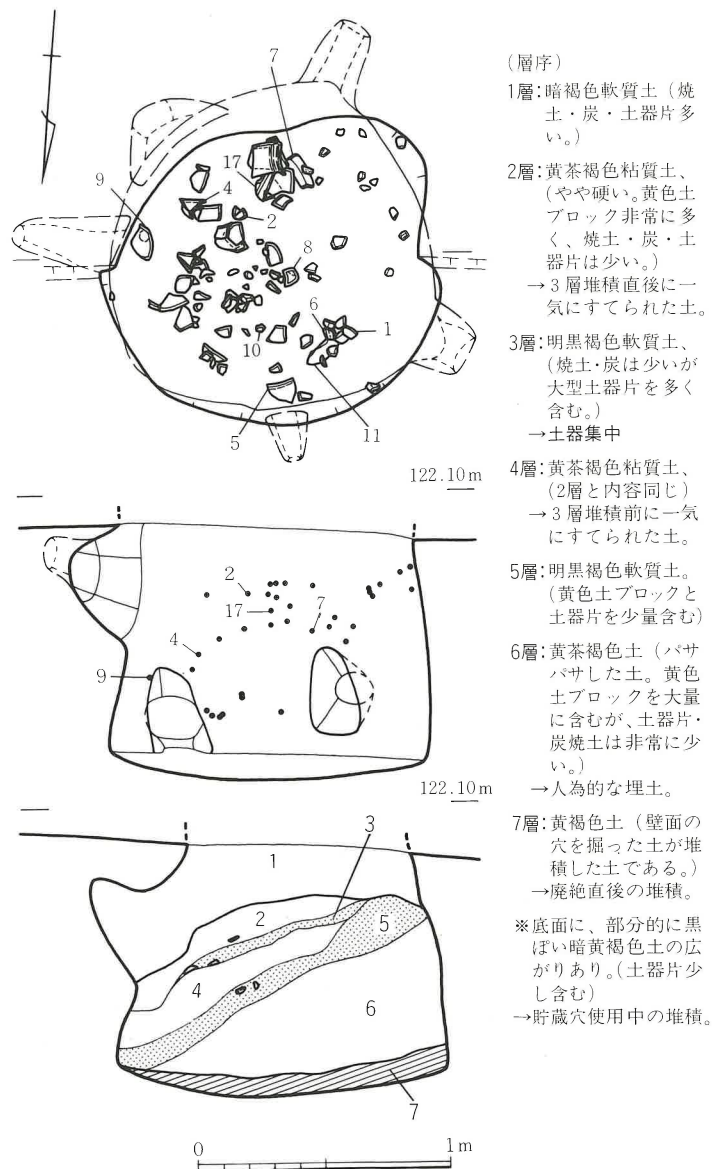 7
17
9
4
2
8
6
1
10
5
11
122.10m
2
17
7
4
9
122.10m
3
1
2
5
4
6
7
0
1m
(層序)
1層:暗褐色軟質土(焼
土・炭・土器片多
い。)
2層:黄茶褐色粘質土、
(やや硬い。黄色土
ブロック非常に多
く、焼土・炭・土
器片は少い。)
→3層堆積直後に一
気にすてられた土。
3層:明黒褐色軟質土、
(焼土・炭は少いが
大型土器片を多く
含む。)
→土器集中
4層:黄茶褐色粘質土、
(2層と内容同じ)
→3層堆積前に一気
にすてられた土。
5層:明黒褐色軟質土。
(黄色土ブロックと
土器片を少量含む)
6層:黄茶褐色土(パサ
パサした土。黄色
土ブロックを大量
に含むが、土器片・
炭焼土は非常に少
い。)
→人為的な埋土。
7層:黄褐色土(壁面の
穴を掘った土が堆
積した土である。)
→廃絶直後の堆積。
※底面に、部分的に黒
ぽい暗黄褐色土の広
がりあり。(土器片少
し含む)
→貯蔵穴使用中の堆積。